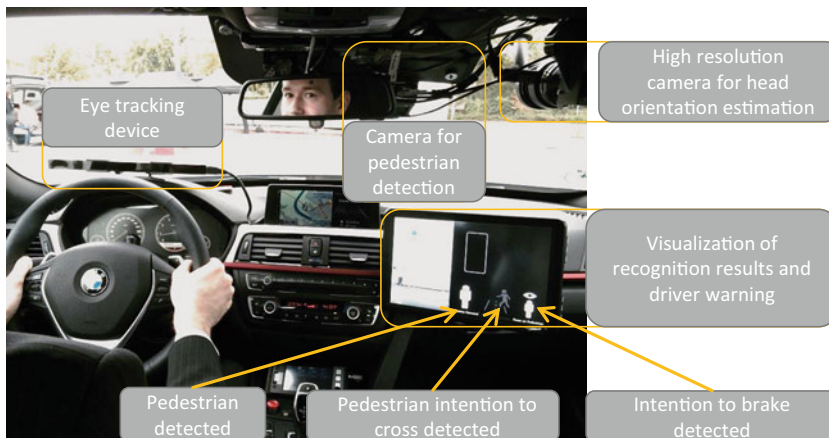 High resolution
camera for head
orientation estimation
Eye tracking
device
Camera for
pedestrian
detection
Visualization of
recognition results and
driver warning
Pedestrian
detected
Pedestrian intention to
cross detected
Intention to brake
detected